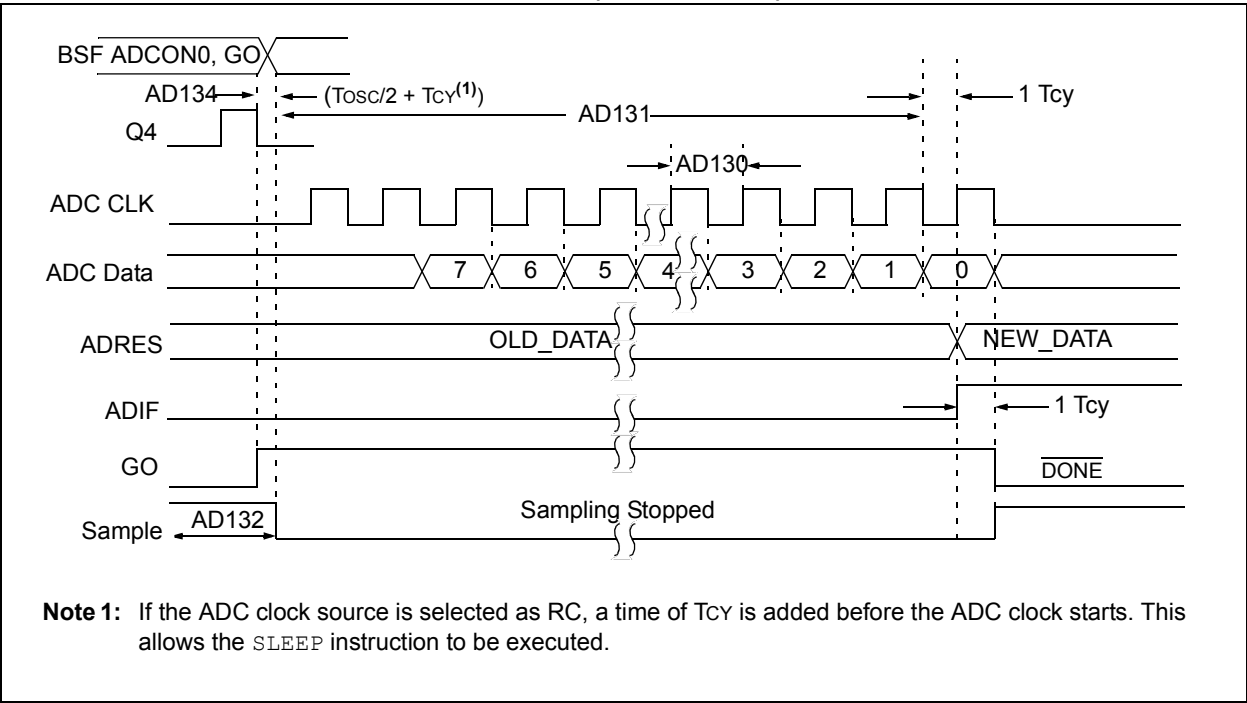 BSF ADCON0, GO
AD134
(TOSC/2 + TCY(1))
1 Tcy
AD131
Q4
AD130
ADC CLK
ADC Data
7
6
5
4
3
2
1
0
ADRES
OLD_DATA
NEW_DATA
ADIF
1 Tcy
GO
DONE
Sample
AD132
Sampling Stopped
Note 1: If the ADC clock source is selected as RC, a time of TCY is added before the ADC clock starts. This
allows the SLEEP instruction to be executed.